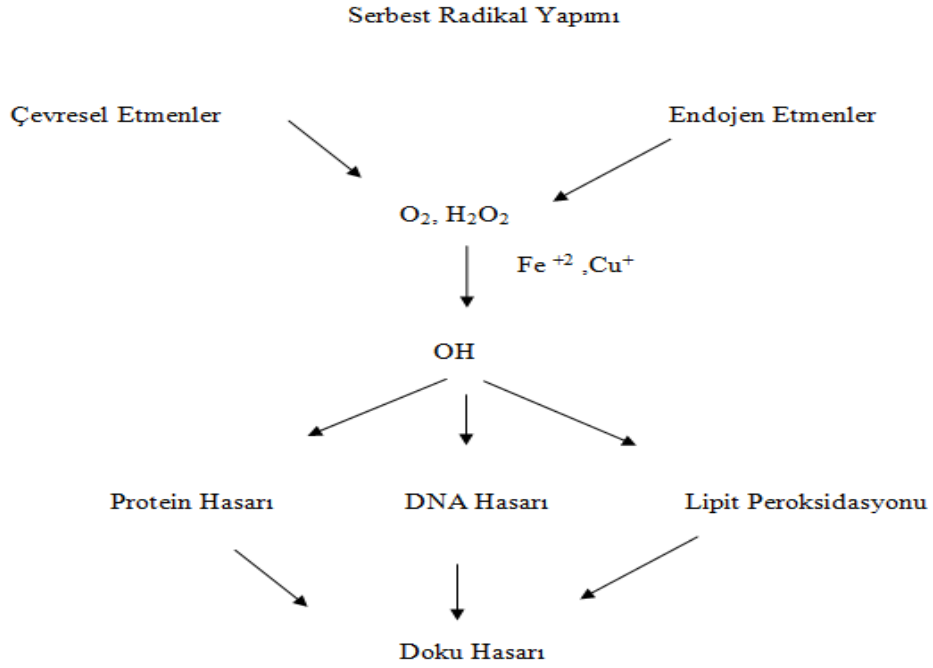 Serbest Radikal Yapımı
Çevresel Etmenler Endojen Etmenler
O₂, H₂O₂
Fe ⁺² ,Cu⁺
OH
Protein Hasarı DNA Hasarı Lipit Peroksidasyonu
Doku Hasarı